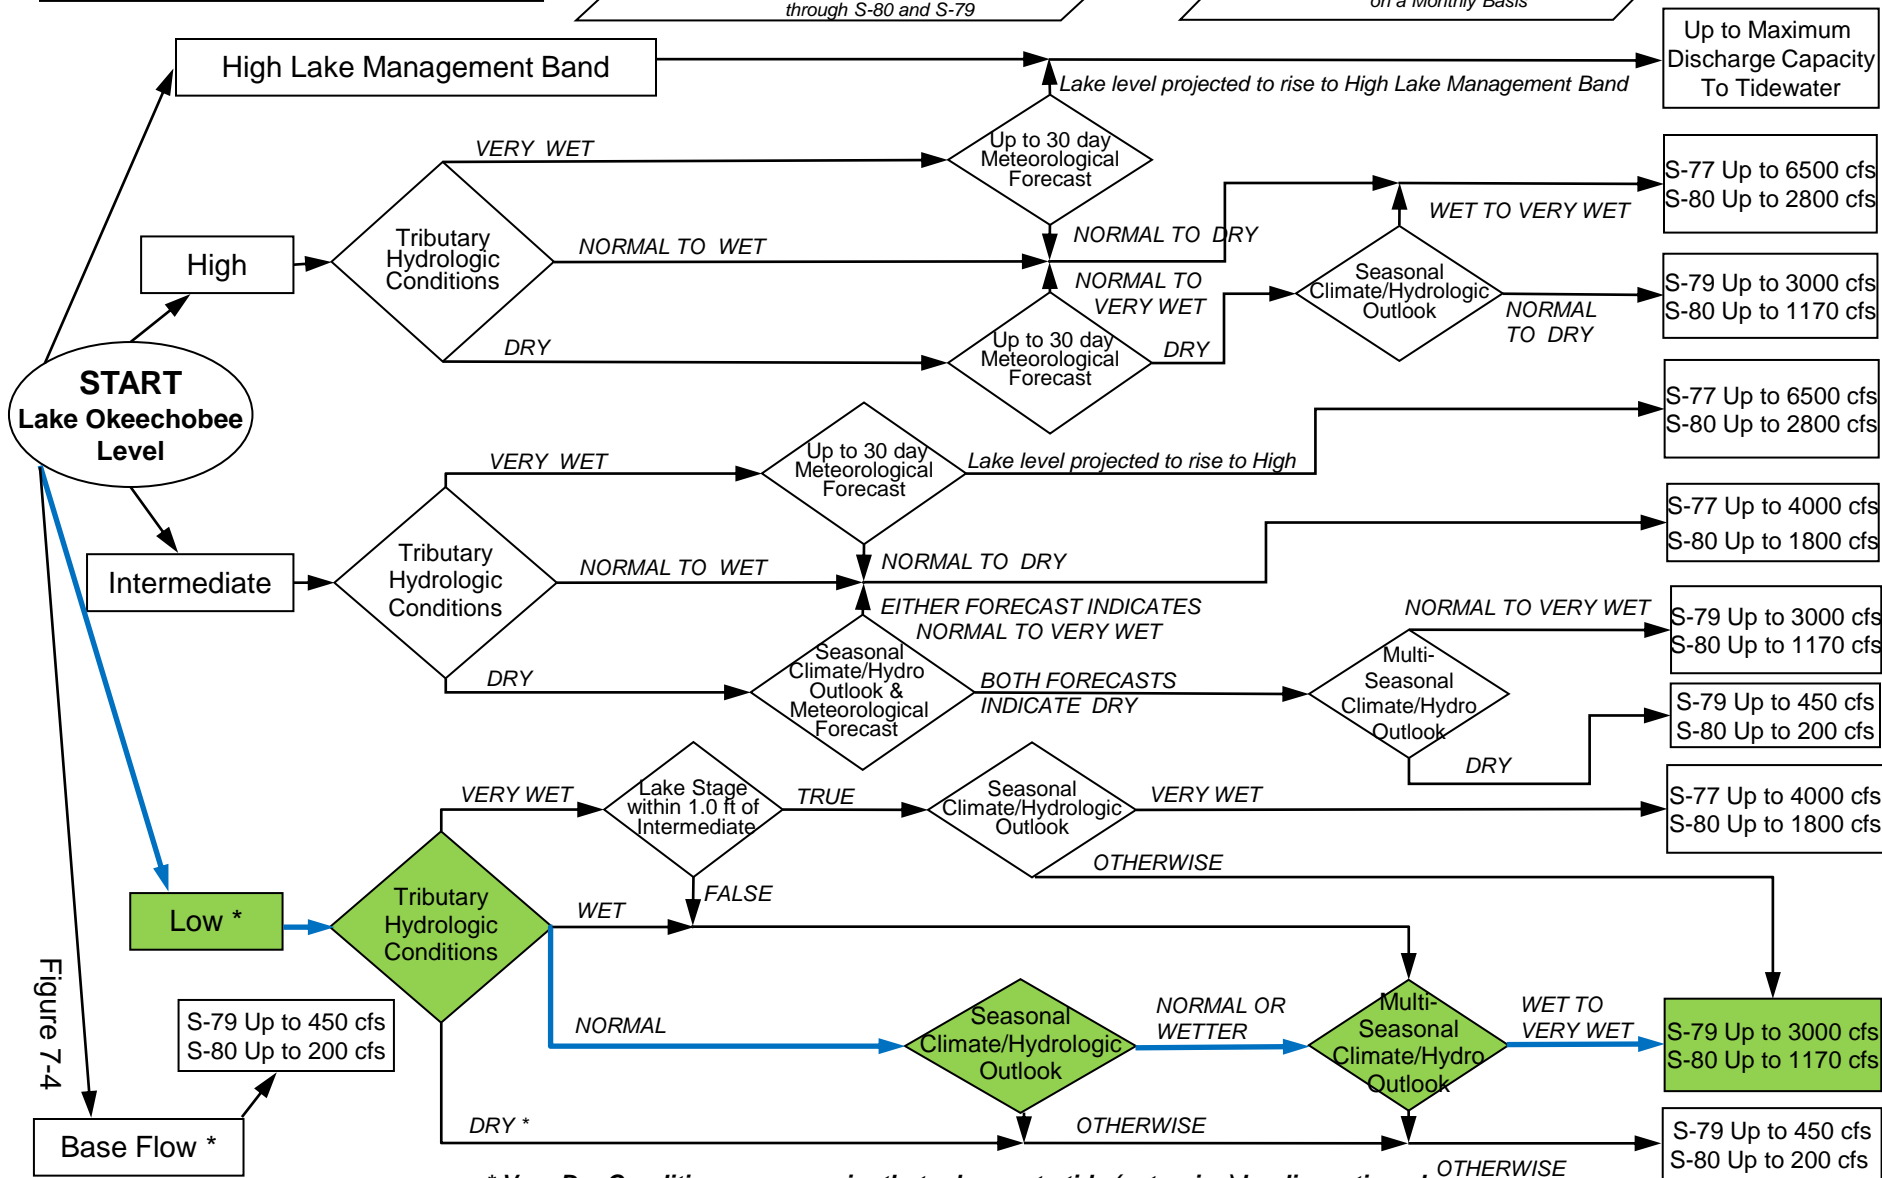 through S-80 and S-79
on a Monthly Basis
Up to Maximum
Discharge Capacity
To Tidewater
High Lake Management Band
Lake level projected to rise to High Lake Management Band
VERY WET
Up to 30 day
Meteorological
Forecast
S-77 Up to 6500 cfs
S-80 Up to 2800 cfs
WET TO VERY WET
High
Tributary
Hydrologic
Conditions
NORMAL TO WET
NORMAL TO DRY
NORMAL TO
VERY WET
Seasonal
Climate/Hydrologic
Outlook
NORMAL
TO DRY
S-79 Up to 3000 cfs
S-80 Up to 1170 cfs
DRY
Up to 30 day
Meteorological
Forecast
DRY
START
Lake Okeechobee
Level
S-77 Up to 6500 cfs
S-80 Up to 2800 cfs
VERY WET
Up to 30 day
Meteorological
Forecast
Lake level projected to rise to High
S-77 Up to 4000 cfs
S-80 Up to 1800 cfs
Intermediate
Tributary
Hydrologic
Conditions
NORMAL TO WET
NORMAL TO DRY
EITHER FORECAST INDICATES
NORMAL TO VERY WET
NORMAL TO VERY WET
S-79 Up to 3000 cfs
S-80 Up to 1170 cfs
DRY
Seasonal
Climate/Hydro
Outlook &
Meteorological
Forecast
BOTH FORECASTS
INDICATE DRY
Multi-
Seasonal
Climate/Hydro
Outlook
DRY
S-79 Up to 450 cfs
S-80 Up to 200 cfs
VERY WET
Lake Stage
within 1.0 ft of
Intermediate
TRUE
Seasonal
Climate/Hydrologic
Outlook
VERY WET
S-77 Up to 4000 cfs
S-80 Up to 1800 cfs
OTHERWISE
FALSE
Low *
Tributary
Hydrologic
Conditions
WET
NORMAL
Seasonal
Climate/Hydrologic
Outlook
NORMAL OR
WETTER
Multi-
Seasonal
Climate/Hydro
Outlook
WET TO
VERY WET
S-79 Up to 3000 cfs
S-80 Up to 1170 cfs
Figure 7-4
S-79 Up to 450 cfs
S-80 Up to 200 cfs
Base Flow *
DRY *
OTHERWISE
OTHERWISE
S-79 Up to 450 cfs
S-80 Up to 200 cfs